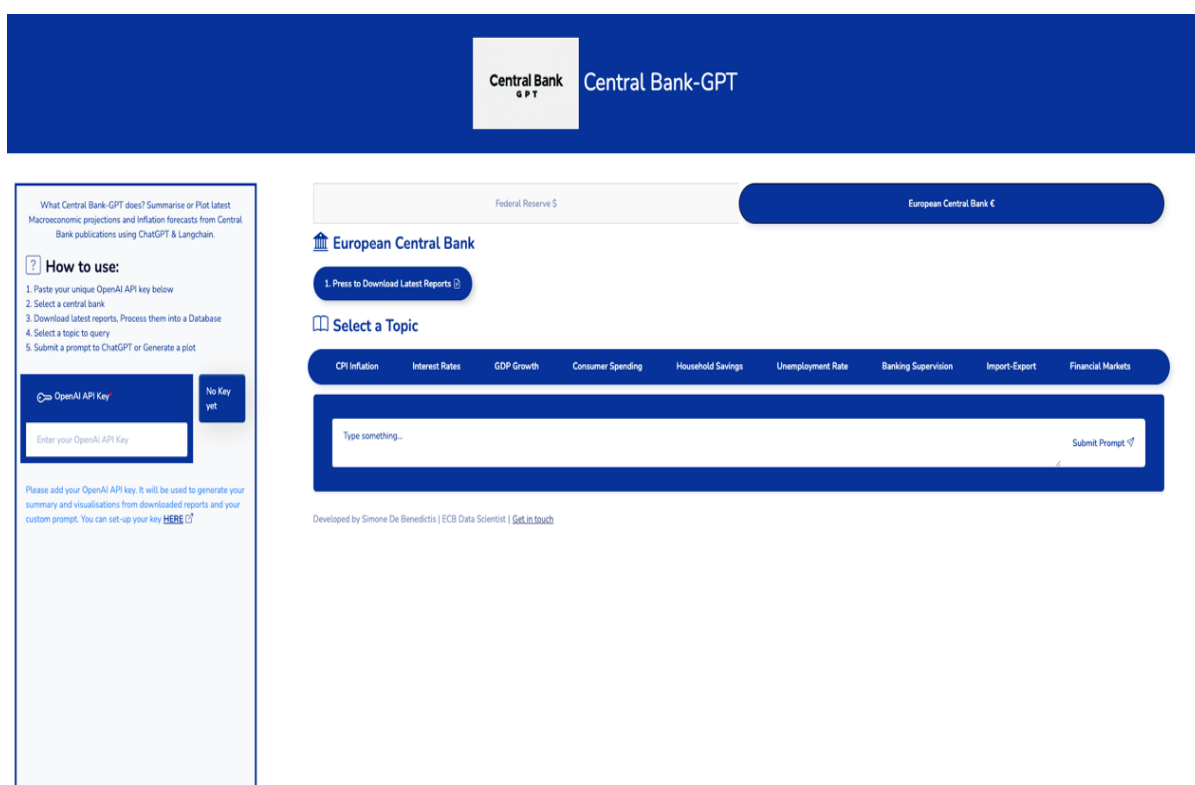 Central Bank
GPT
Central Bank-GPT
What Central Bank-GPT does? Summarise or Plot latest
Macroeconomic projections and Inflation forecasts from Central
Bank publications using ChatGPT & Langchain.
? How to use:
1. Paste your unique OpenAI API key below
2. Select a central bank
3. Download latest reports, Process them into a Database
4. Select a topic to query
5. Submit a prompt to ChatGPT or Generate a plot
OpenAI API Key*
No Key
yet
Enter your OpenAi API Key
Please add your OpenAI API key. It will be used to generate your
summary and visualisations from downloaded reports and your
custom prompt. You can set-up your key HERE
Federal Reserve $
European Central Bank €
European Central Bank
1. Press to Download Latest Reports
Select a Topic
CPI Inflation Interest Rates GDP Growth Consumer Spending Household Savings Unemployment Rate Banking Supervision Import-Export Financial Markets
Type something...
Submit Prompt
Developed by Simone De Benedictis | ECB Data Scientist | Get in touch